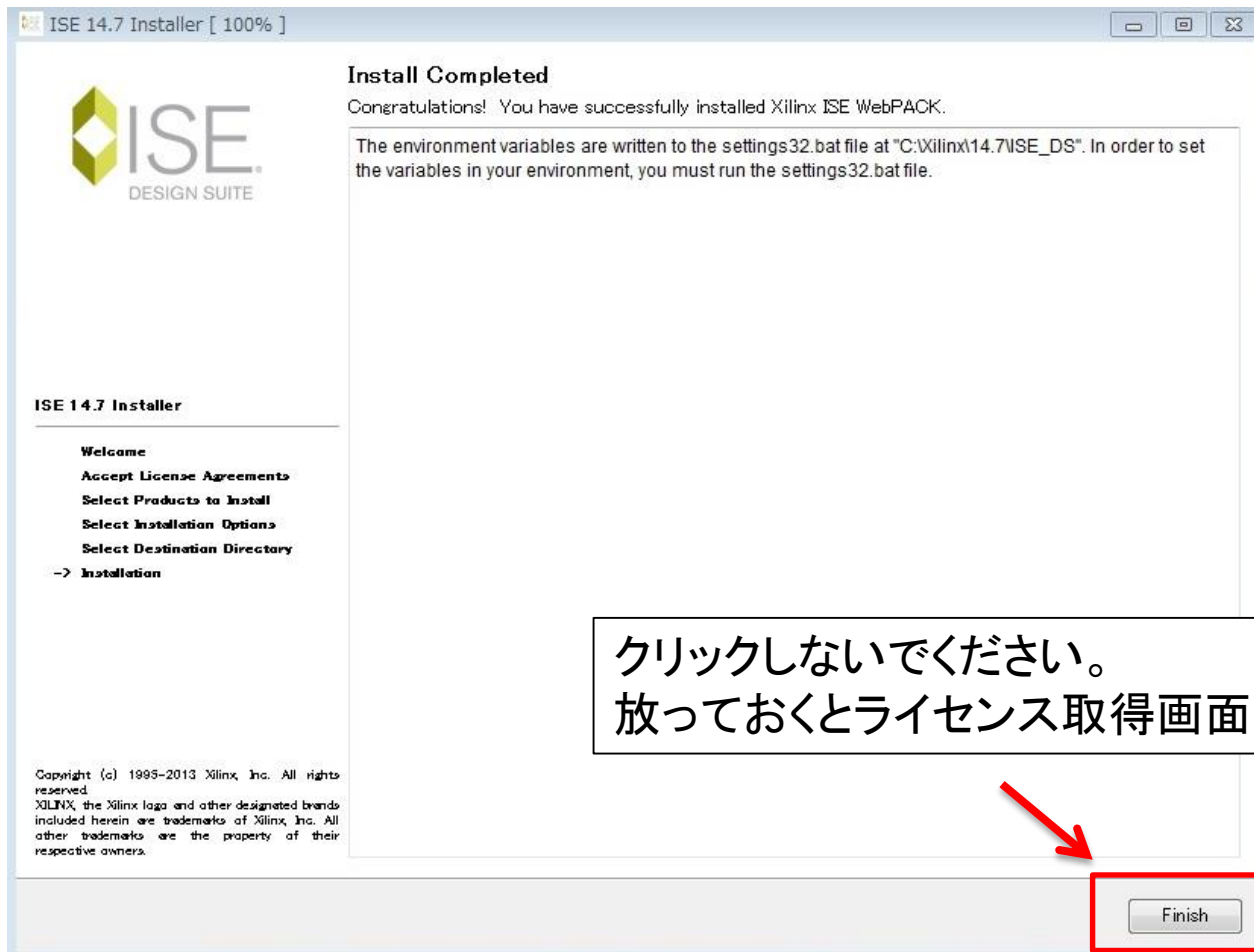 ISE 14.7 Installer [ 100% ]
ISE
DESIGN SUITE
Install Completed
Congratulations! You have successfully installed Xilinx ISE WebPACK.
The environment variables are written to the settings32.bat file at "C:\Xilinx\14.7\ISE_DS". In order to set
the variables in your environment, you must run the settings32.bat file.
ISE 14.7 Installer
Welcome
Accept License Agreements
Select Products to Install
Select Installation Options
Select Destination Directory
-> Installation
クリックしないでください。
放っておくとライセンス取得画面
Copyright (c) 1995-2013 Xilinx, Inc. All rights
reserved.
XILINX, the Xilinx logo and other designated brands
included herein are trademarks of Xilinx, Inc. All
other trademarks are the property of their
respective owners.
Finish